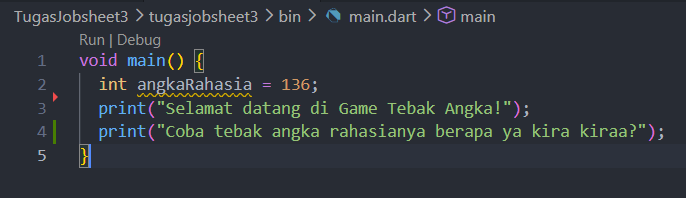 TugasJobsheet3 > tugasjobsheet3 > bin > main.dart > main
Run | Debug
1 void main() {
2 int angkaRahasia = 136;
3 print("Selamat datang di Game Tebak Angka!");
4 print("Coba tebak angka rahasianya berapa ya kira kiraa?");
5 }